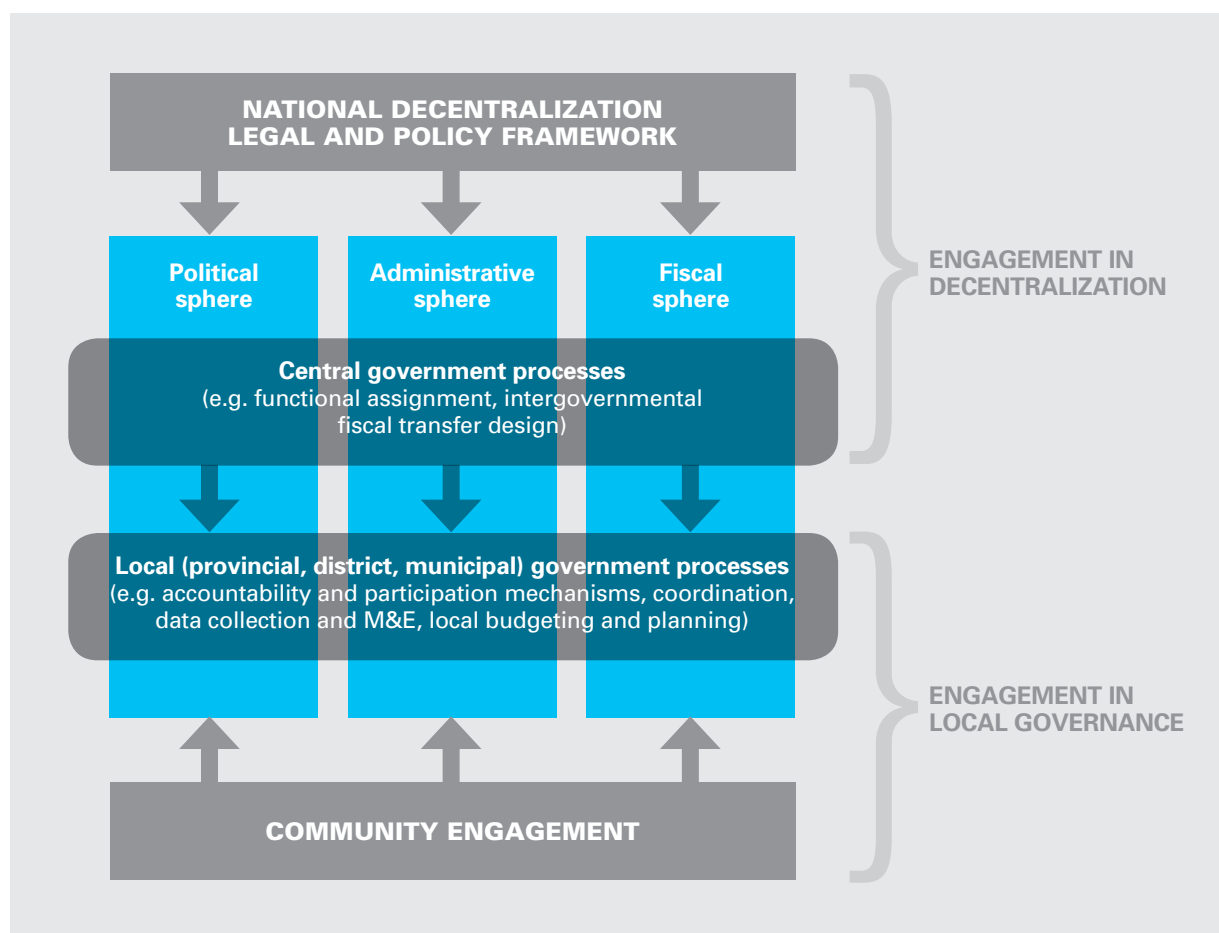 NATIONAL DECENTRALIZATION
LEGAL AND POLICY FRAMEWORK
Political
sphere
Administrative
sphere
Fiscal
sphere
Central government processes
(e.g. functional assignment, intergovernmental
fiscal transfer design)
ENGAGEMENT IN
DECENTRALIZATION
Local (provincial, district, municipal) government processes
(e.g. accountability and participation mechanisms, coordination,
data collection and M&E, local budgeting and planning)
COMMUNITY ENGAGEMENT
ENGAGEMENT IN
LOCAL GOVERNANCE